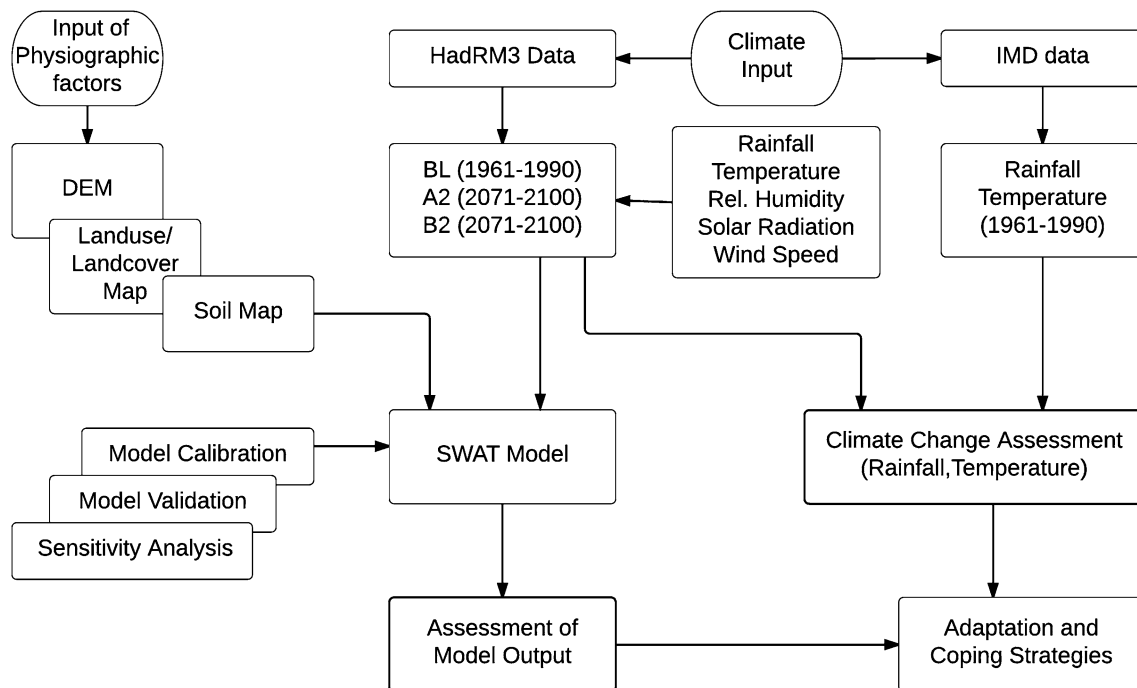 Input of
Physiographic
factors
HadRM3 Data
Climate
Input
IMD data
DEM
Landuse/
Landcover
Map
Soil Map
BL (1961-1990)
A2 (2071-2100)
B2 (2071-2100)
Rainfall
Temperature
Rel. Humidity
Solar Radiation
Wind Speed
Rainfall
Temperature
(1961-1990)
Model Calibration
Model Validation
Sensitivity Analysis
SWAT Model
Climate Change Assessment
(Rainfall,Temperature)
Assessment of
Model Output
Adaptation and
Coping Strategies